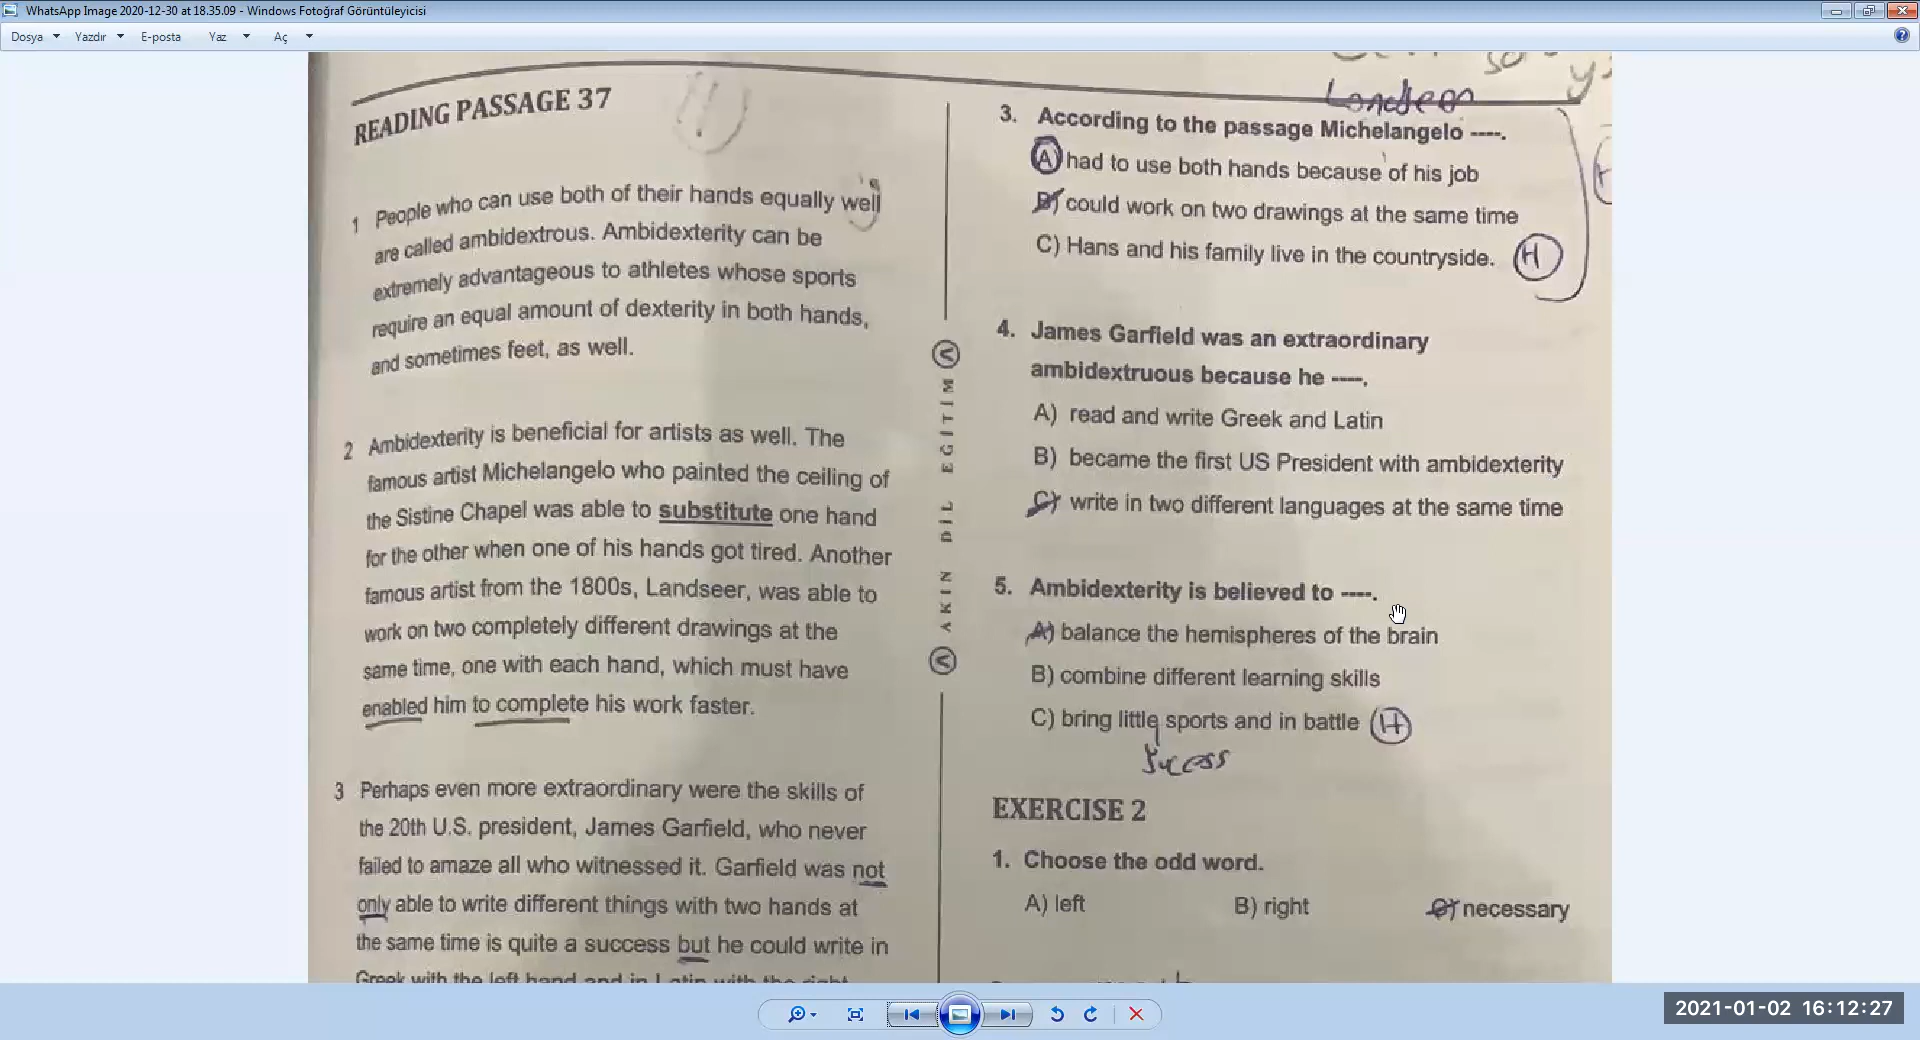 WhatsApp Image 2020-12-30 at 18.35.09 - Windows Fotoğraf Görüntüleyicisi
Dosya Yazdır E-posta Yaz Aç
READING PASSAGE 37
1 People who can use both of their hands equally well
are called ambidextrous. Ambidexterity can be
extremely advantageous to athletes whose sports
require an equal amount of dexterity in both hands,
and sometimes feet, as well.
2 Ambidexterity is beneficial for artists as well. The
famous artist Michelangelo who painted the ceiling of
the Sistine Chapel was able to substitute one hand
for the other when one of his hands got tired. Another
famous artist from the 1800s, Landseer, was able to
work on two completely different drawings at the
same time, one with each hand, which must have
enabled him to complete his work faster.
3 Perhaps even more extraordinary were the skills of
the 20th U.S. president, James Garfield, who never
failed to amaze all who witnessed it. Garfield was not
only able to write different things with two hands at
the same time is quite a success but he could write in
Greek with the left hand and in Latin with the right
AKIN DİL EĞİTİM
3. According to the passage Michelangelo ----.
A) had to use both hands because of his job
B) could work on two drawings at the same time
C) Hans and his family live in the countryside. H
4. James Garfield was an extraordinary
ambidextruous because he ----.
A) read and write Greek and Latin
B) became the first US President with ambidexterity
C) write in two different languages at the same time
5. Ambidexterity is believed to ----.
A) balance the hemispheres of the brain
B) combine different learning skills
C) bring little sports and in battle H
sucess
EXERCISE 2
1. Choose the odd word.
A) left B) right C) necessary
2021-01-02 16:12:27